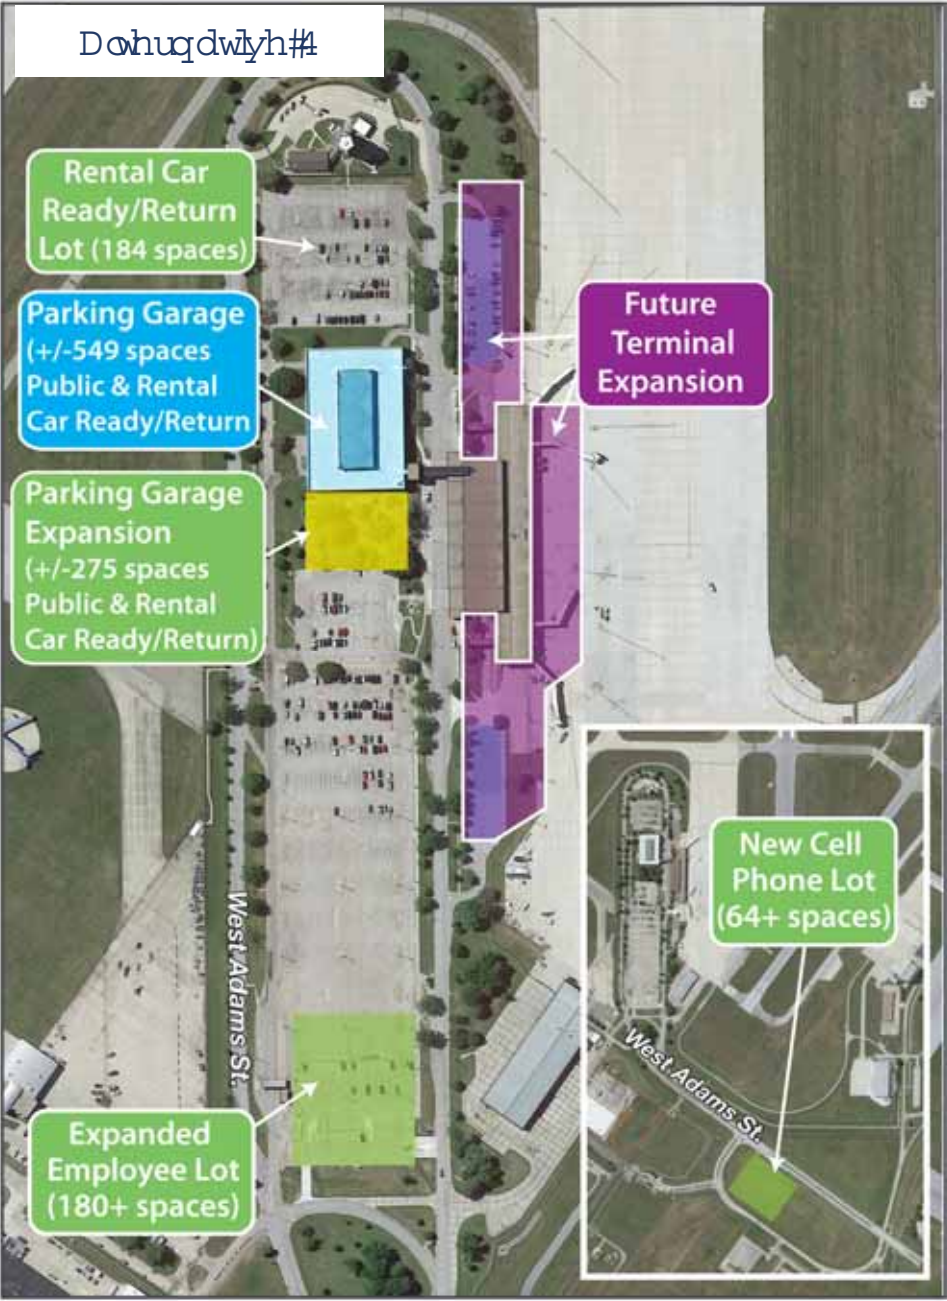 Dowhuqdwlyh#4
Rental Car
Ready/Return
Lot (184 spaces)
Parking Garage
(+/-549 spaces
Public & Rental
Car Ready/Return
Parking Garage
Expansion
(+/-275 spaces
Public & Rental
Car Ready/Return)
Future
Terminal
Expansion
New Cell
Phone Lot
(64+ spaces)
West Adams St.
West Adams St.
Expanded
Employee Lot
(180+ spaces)